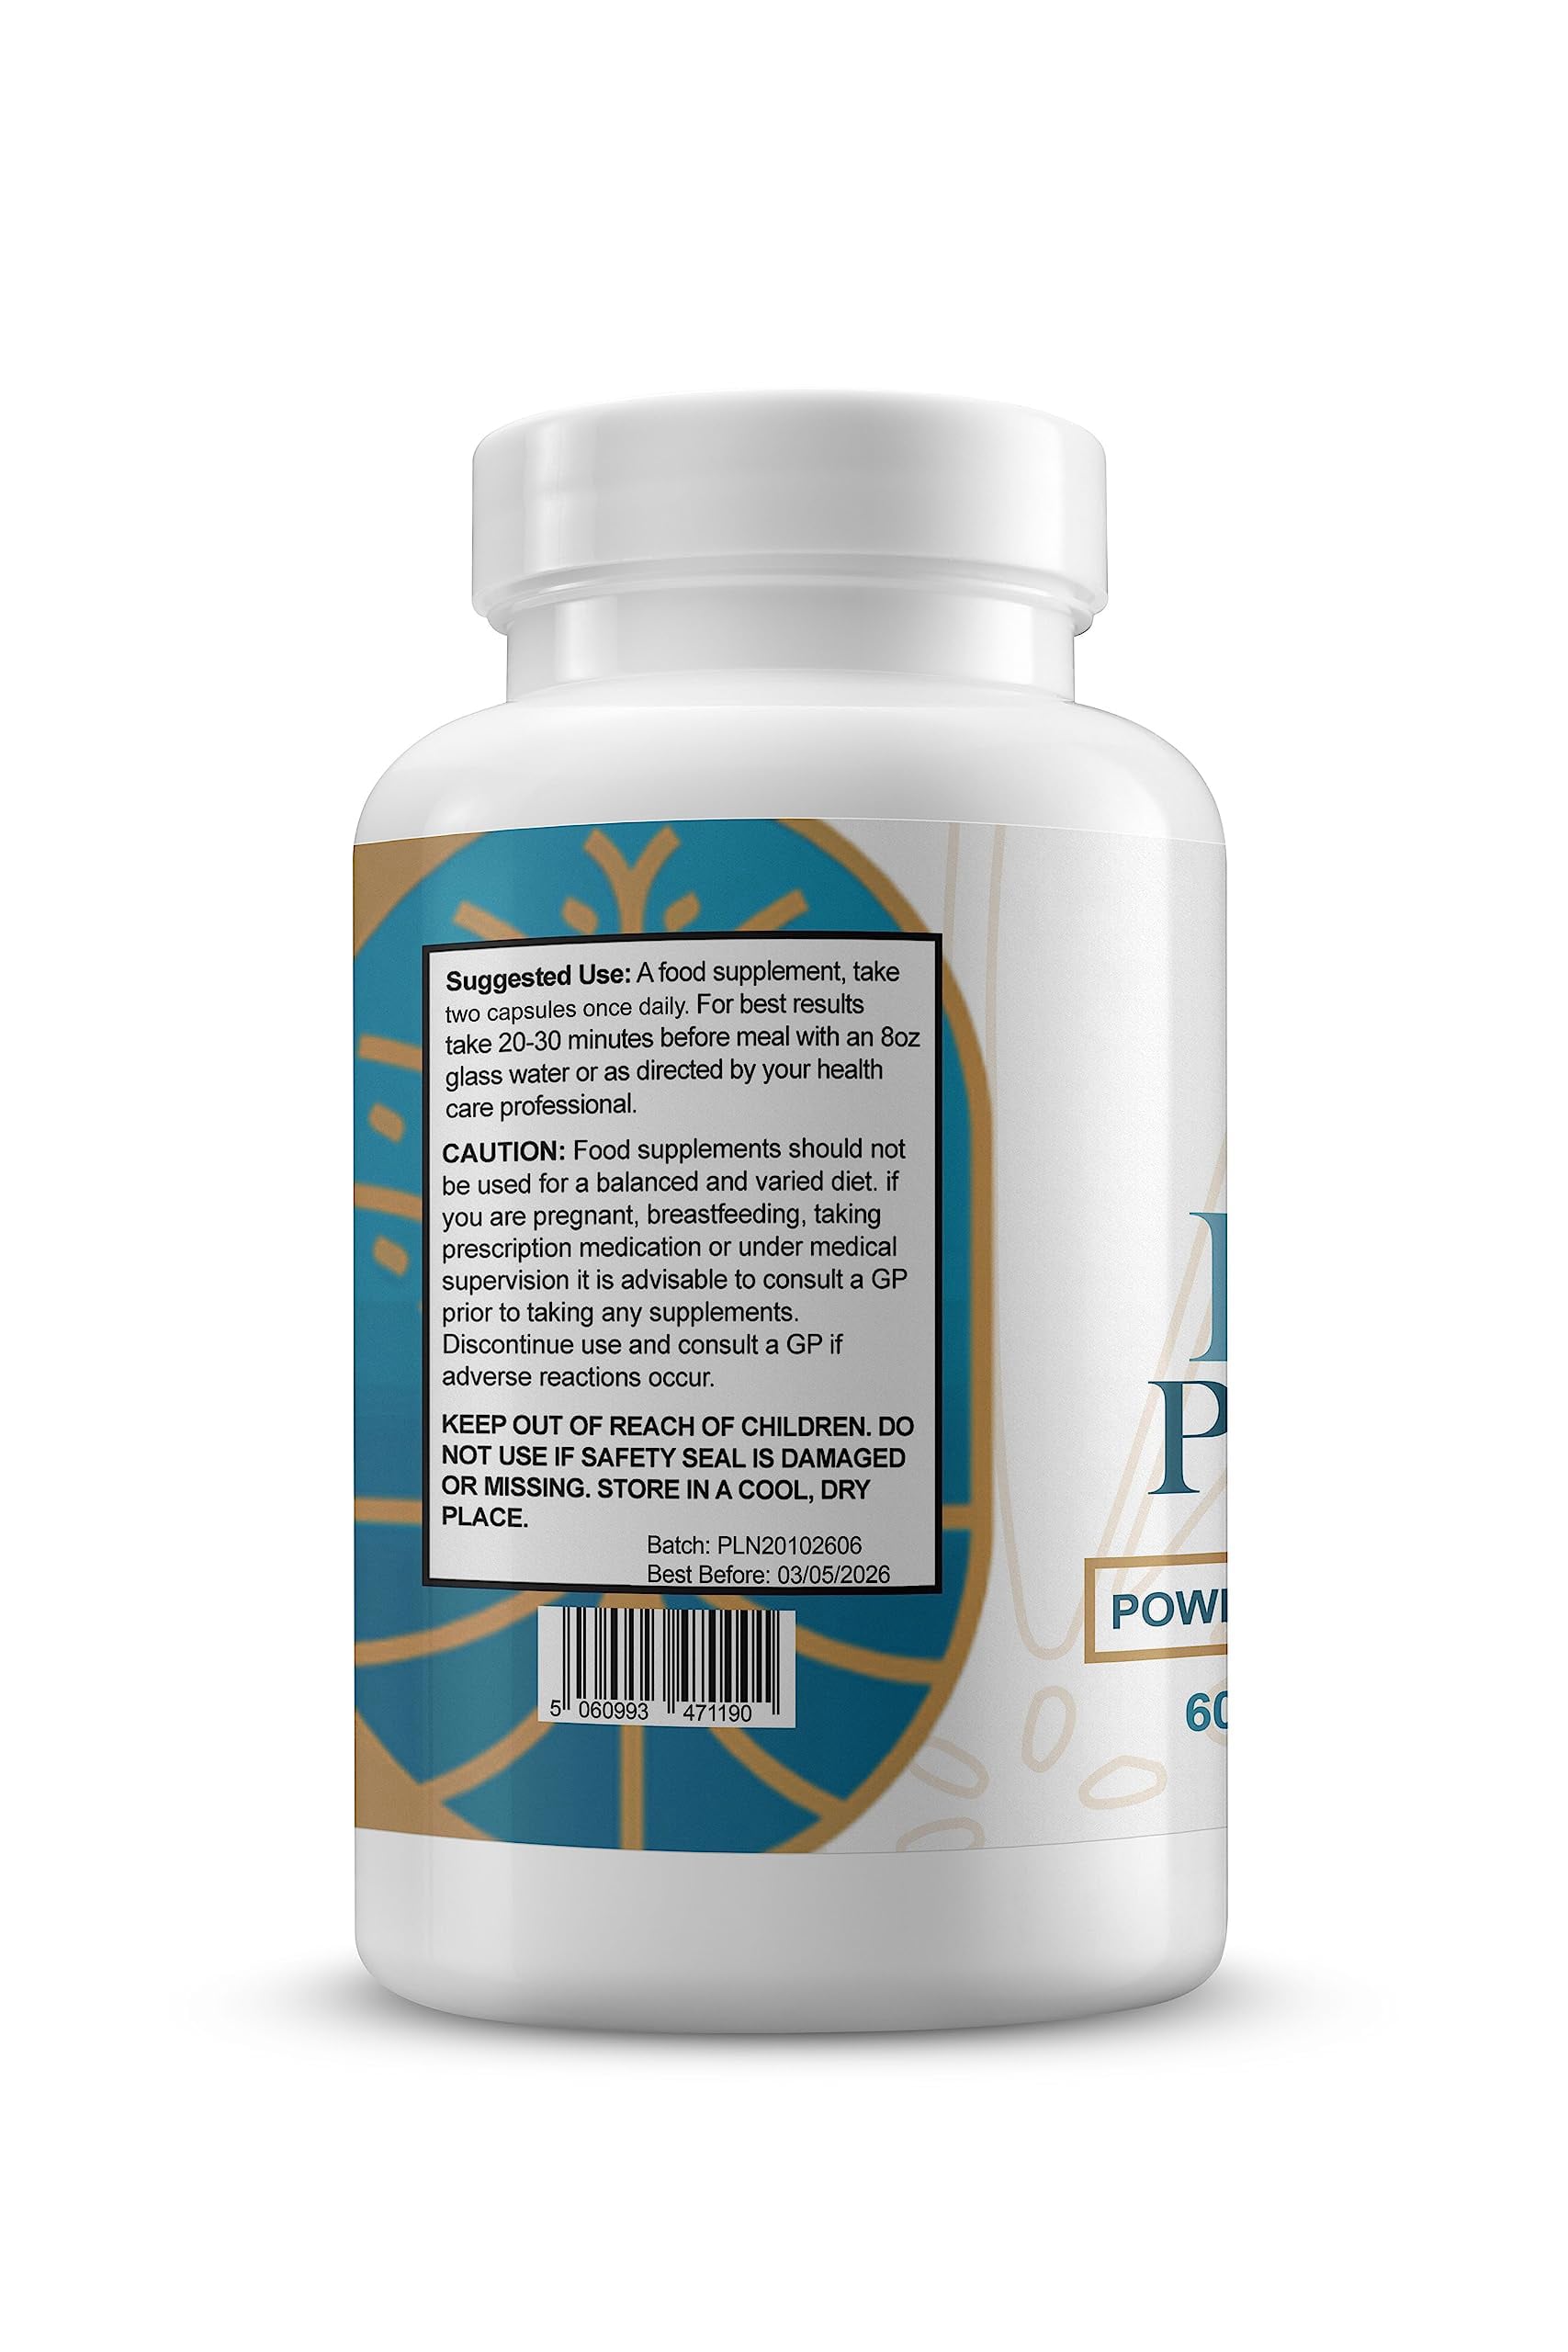 Suggested Use: A food supplement, take
two capsules once daily. For best results
take 20-30 minutes before meal with an 8oz
glass water or as directed by your health
care professional.
CAUTION: Food supplements should not
be used for a balanced and varied diet. if
you are pregnant, breastfeeding, taking
prescription medication or under medical
supervision it is advisable to consult a GP
prior to taking any supplements.
Discontinue use and consult a GP if
adverse reactions occur.
KEEP OUT OF REACH OF CHILDREN. DO
NOT USE IF SAFETY SEAL IS DAMAGED
OR MISSING. STORE IN A COOL, DRY
PLACE.
Batch: PLN20102606
Best Before: 03/05/2026
5 060993 471190
P